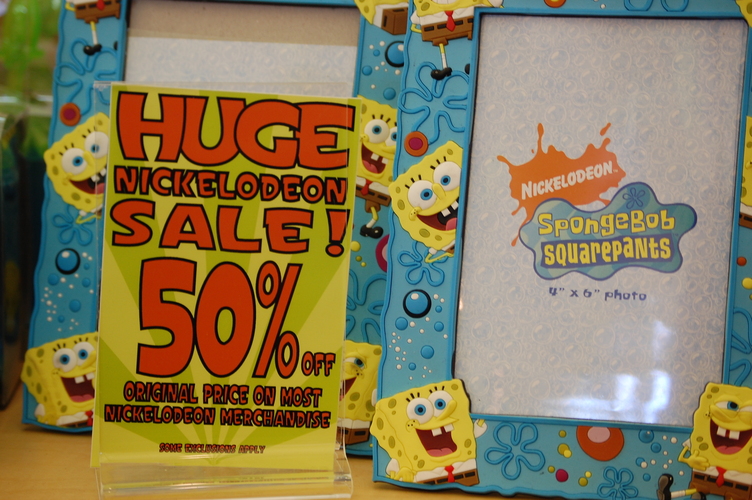 HUGE
NICKELODEON
SALE!
50% OFF
ORIGINAL PRICE ON MOST
NICKELODEON MERCHANDISE
SOME EXCLUSIONS APPLY
NICKELODEON
SpongeBob
SQUAREPANTS
4" x 6" photo